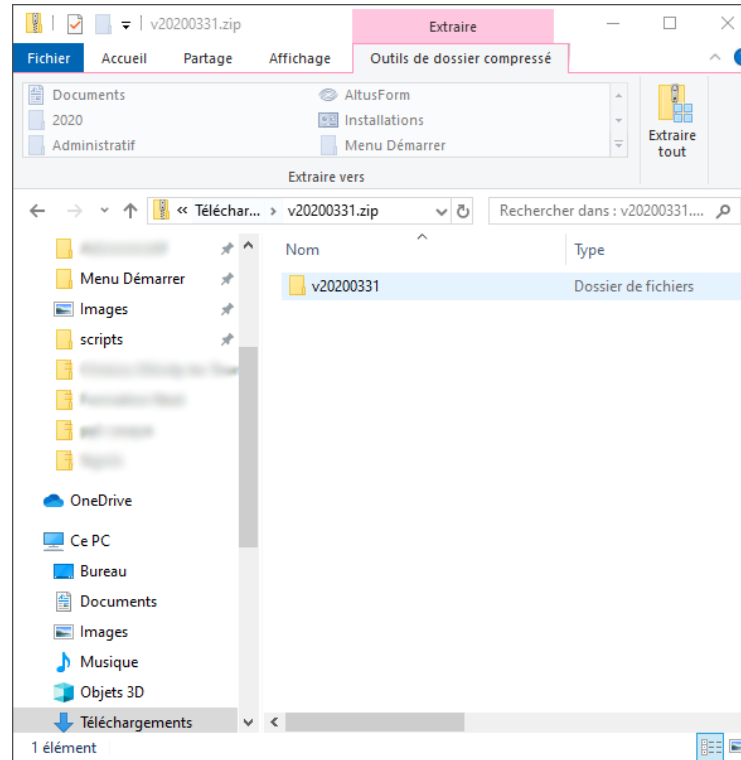 v20200331.zip
Extraire
Fichier
Accueil
Partage
Affichage
Outils de dossier compressé
Documents
2020
Administratif
AltusForm
Installations
Menu Démarrer
Extraire vers
Extraire
tout
« Téléchar... › v20200331.zip
Rechercher dans : v20200331....
Menu Démarrer
Images
scripts
OneDrive
Ce PC
Bureau
Documents
Images
Musique
Objets 3D
Téléchargements
Nom
Type
v20200331
Dossier de fichiers
1 élément